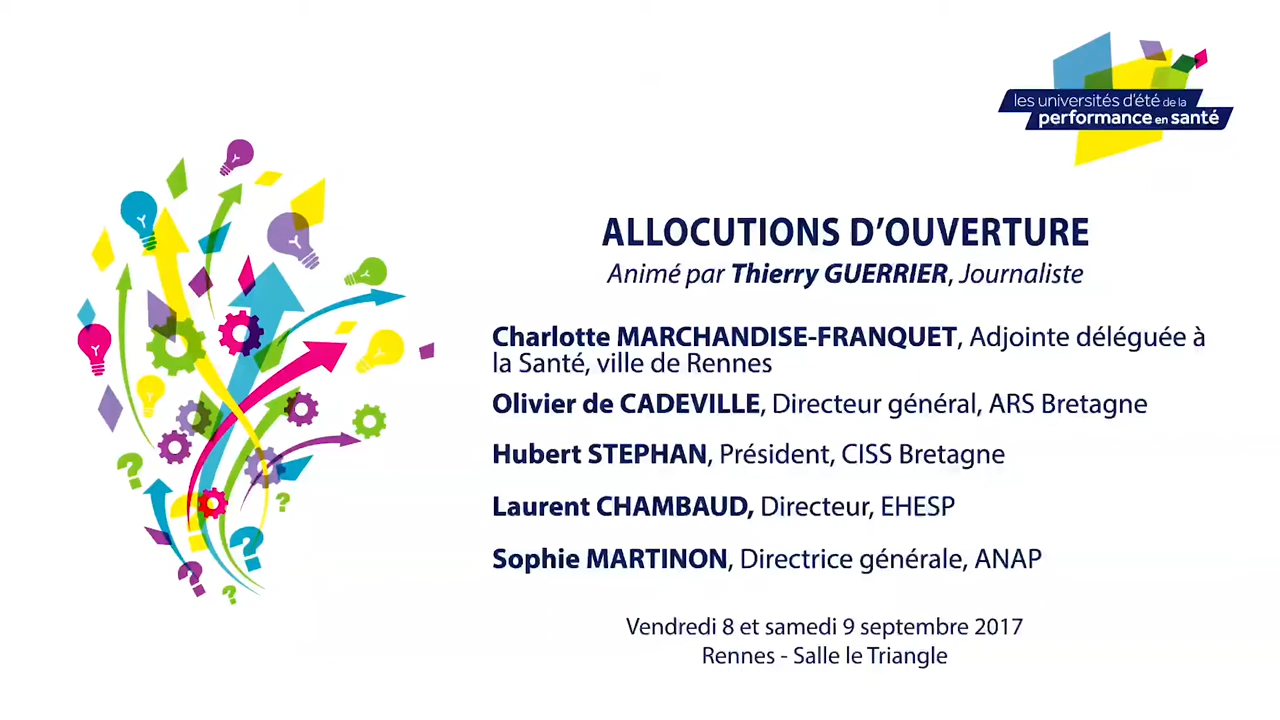 les universités d'été de la
performance en santé
ALLOCUTIONS D'OUVERTURE
Animé par Thierry GUERRIER, Journaliste
Charlotte MARCHANDISE-FRANQUET, Adjointe déléguée à
la Santé, ville de Rennes
Olivier de CADEVILLE, Directeur général, ARS Bretagne
Hubert STEPHAN, Président, CISS Bretagne
Laurent CHAMBAUD, Directeur, EHESP
Sophie MARTINON, Directrice générale, ANAP
Vendredi 8 et samedi 9 septembre 2017
Rennes - Salle le Triangle